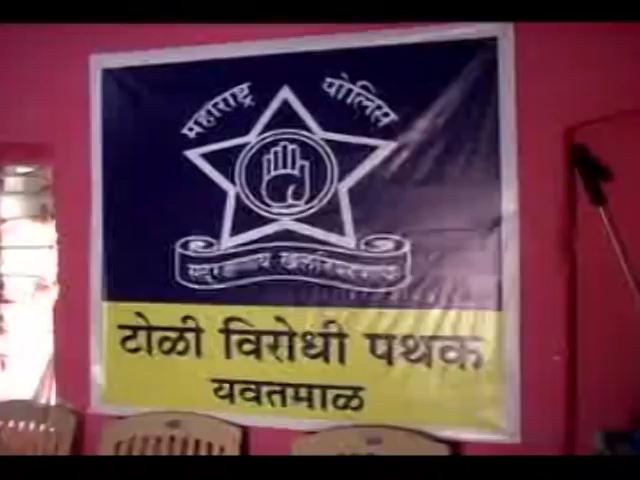 महाराष्ट्र पोलिस
सद्रक्षणाय खलनिग्रहणाय
टोळी विरोधी पथक
यवतमाळ